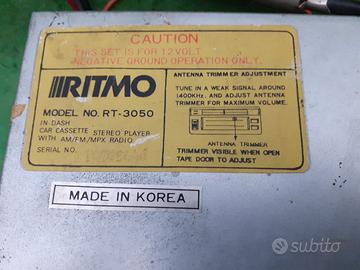 CAUTION
THIS SET IS FOR 12 VOLT
NEGATIVE GROUND OPERATION ONLY.
RITMO
MODEL NO. RT-3050
IN-DASH
CAR CASSETTE STEREO PLAYER
WITH AM/FM/MPX RADIO
SERIAL NO.
ANTENNA TRIMMER ADJUSTMENT
TUNE IN A WEAK SIGNAL AROUND
1400KHz. AND ADJUST ANTENNA
TRIMMER FOR MAXIMUM VOLUME.
ANTENNA TRIMMER
TRIMMER VISIBLE WHEN OPEN
TAPE DOOR TO ADJUST
MADE IN KOREA
subito